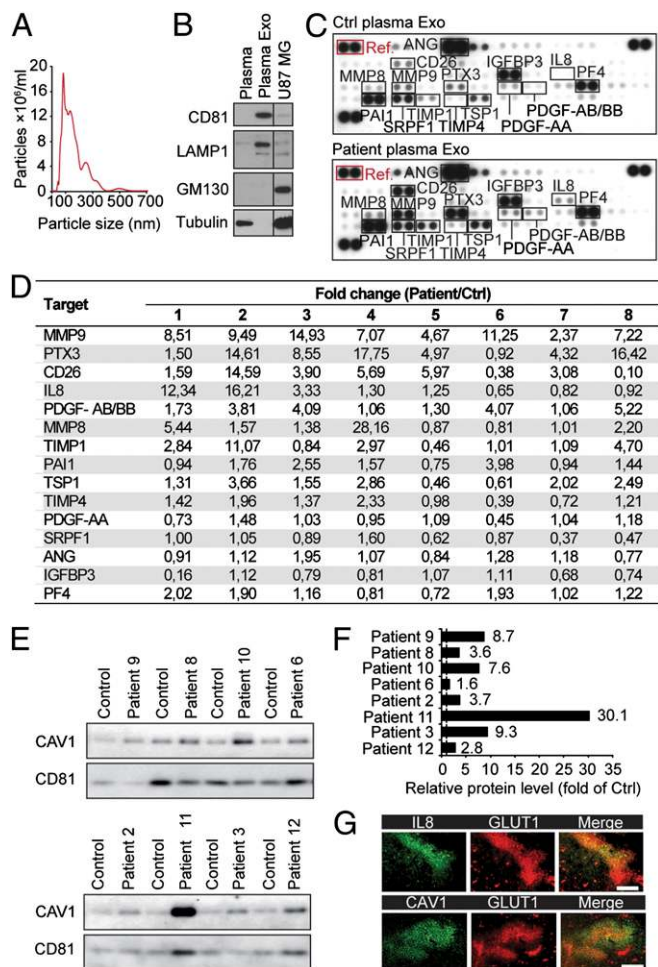 A
Particles ×10⁶/ml
20
16
12
8
4
0
100
300
500
700
Particle size (nm)
B
Plasma
Plasma Exo
U87 MG
CD81
LAMP1
GM130
Tubulin
C
Ctrl plasma Exo
Ref.
ANG
CD26
IGFBP3
IL8
MMP8
MMP9
PTX3
PF4
PAI1
TIMP1
TSP1
PDGF-AB/BB
SRPF1
TIMP4
PDGF-AA
Patient plasma Exo
Ref.
ANG
CD26
IGFBP3
IL8
MMP8
MMP9
PTX3
PF4
PAI1
TIMP1
TSP1
PDGF-AB/BB
SRPF1
TIMP4
PDGF-AA
D
Target Fold change (Patient/Ctrl)
1 2 3 4 5 6 7 8
MMP9 8,51 9,49 14,93 7,07 4,67 11,25 2,37 7,22
PTX3 1,50 14,61 8,55 17,75 4,97 0,92 4,32 16,42
CD26 1,59 14,59 3,90 5,69 5,97 0,38 3,08 0,10
IL8 12,34 16,21 3,33 1,30 1,25 0,65 0,82 0,92
PDGF- AB/BB 1,73 3,81 4,09 1,06 1,30 4,07 1,06 5,22
MMP8 5,44 1,57 1,38 28,16 0,87 0,81 1,01 2,20
TIMP1 2,84 11,07 0,84 2,97 0,46 1,01 1,09 4,70
PAI1 0,94 1,76 2,55 1,57 0,75 3,98 0,94 1,44
TSP1 1,31 3,66 1,55 2,86 0,46 0,61 2,02 2,49
TIMP4 1,42 1,96 1,37 2,33 0,98 0,39 0,72 1,21
PDGF-AA 0,73 1,48 1,03 0,95 1,09 0,45 1,04 1,18
SRPF1 1,00 1,05 0,89 1,60 0,62 0,87 0,37 0,47
ANG 0,91 1,12 1,95 1,07 0,84 1,28 1,18 0,77
IGFBP3 0,16 1,12 0,79 0,81 1,07 1,11 0,68 0,74
PF4 2,02 1,90 1,16 0,81 0,72 1,93 1,02 1,22
E
Control
Patient 9
Control
Patient 8
Control
Patient 10
Control
Patient 6
CAV1
CD81
Control
Patient 2
Control
Patient 11
Control
Patient 3
Control
Patient 12
CAV1
CD81
F
Patient 9 8.7
Patient 8 3.6
Patient 10 7.6
Patient 6 1.6
Patient 2 3.7
Patient 11 30.1
Patient 3 9.3
Patient 12 2.8
0 5 10 15 20 25 30 35
Relative protein level (fold of Ctrl)
G
IL8 GLUT1 Merge
CAV1 GLUT1 Merge